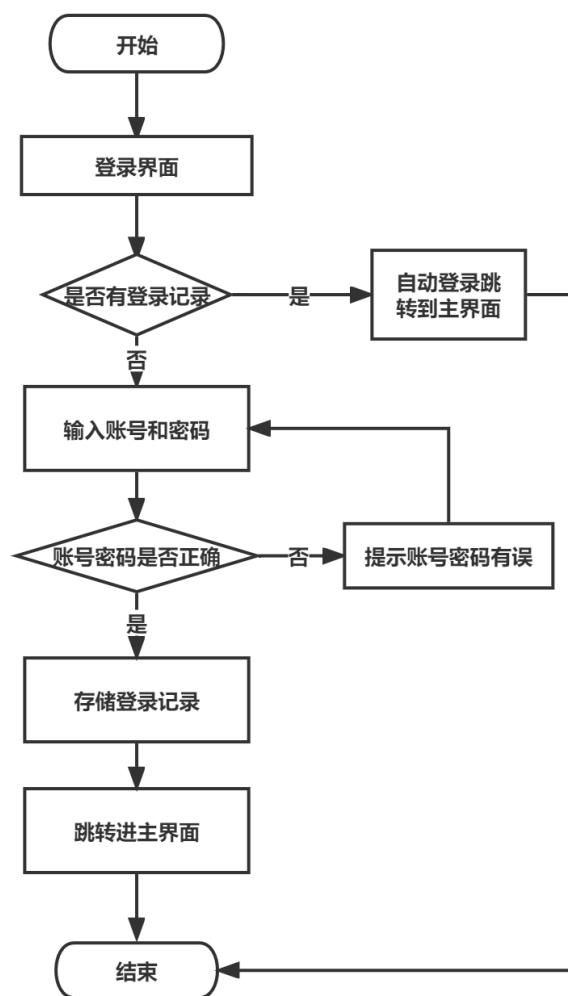 开始
登录界面
是否有登录记录
是
自动登录跳
转到主界面
否
输入账号和密码
账号密码是否正确
否
提示账号密码有误
是
存储登录记录
跳转进主界面
结束